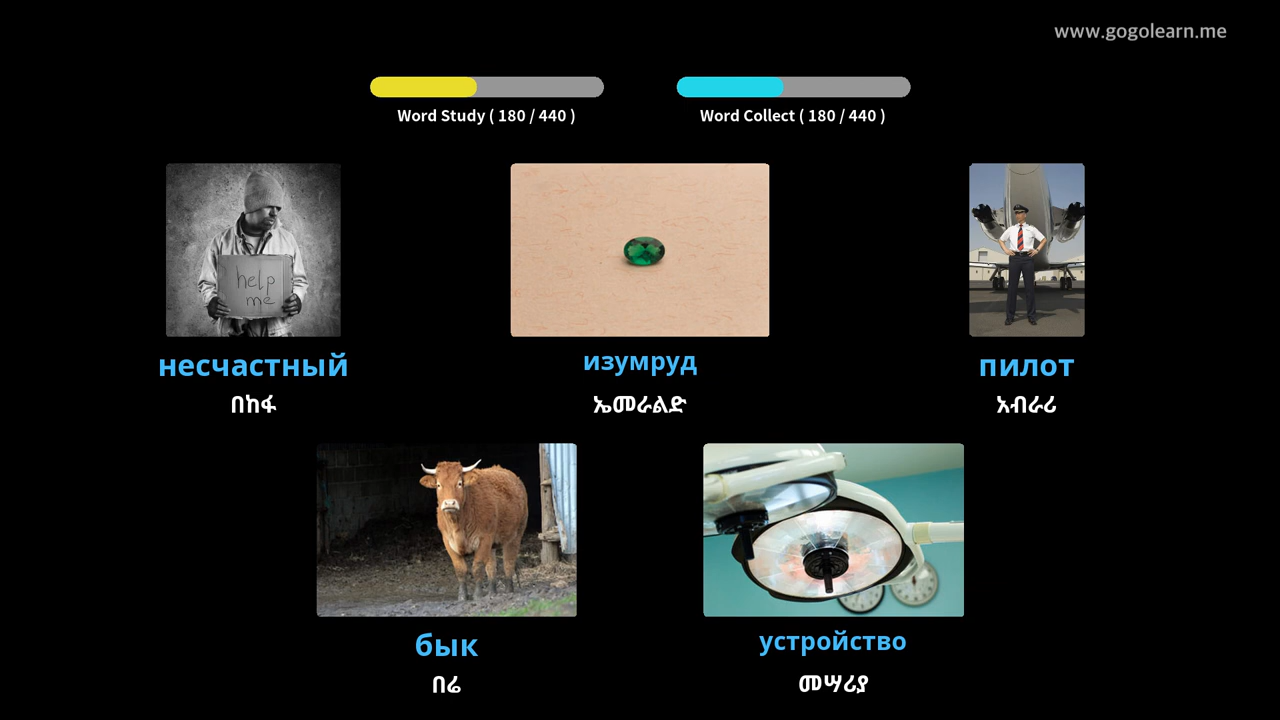 www.gogolearn.me
Word Study ( 180 / 440 )
Word Collect ( 180 / 440 )
help
me
несчастный
በከፋ
изумруд
ኤመራልድ
пилот
አብራሪ
бык
በሬ
устройство
መሣሪያ